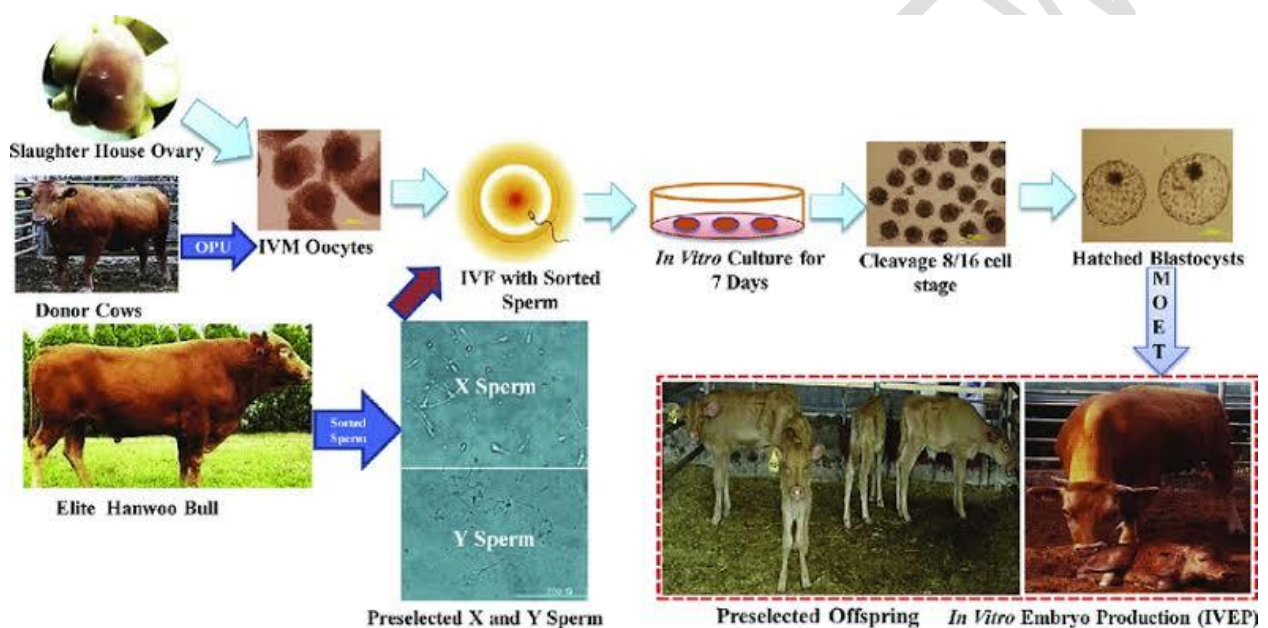 Slaughter House Ovary
OPU
IVM Oocytes
Donor Cows
Sorted
Sperm
Elite Hanwoo Bull
X Sperm
Y Sperm
Preselected X and Y Sperm
IVF with Sorted
Sperm
In Vitro Culture for
7 Days
Cleavage 8/16 cell
stage
Hatched Blastocysts
M
O
E
T
Preselected Offspring
In Vitro Embryo Production (IVEP)